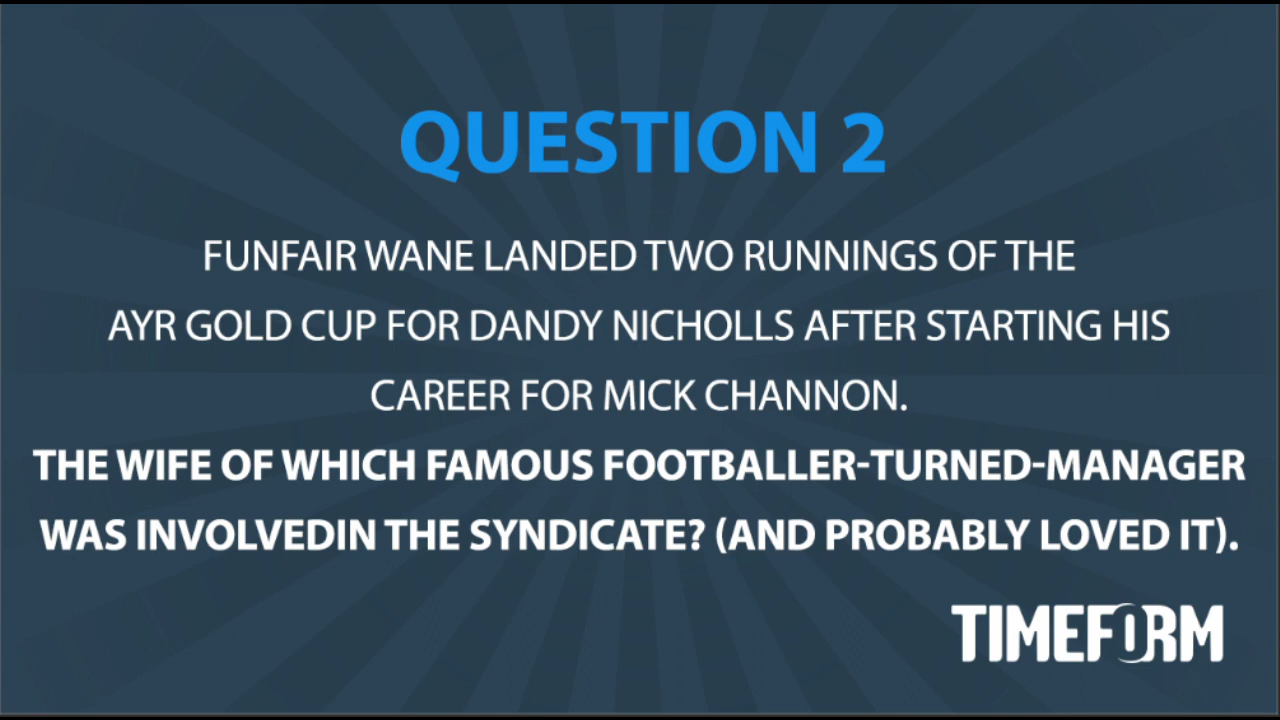 QUESTION 2
FUNFAIR WANE LANDED TWO RUNNINGS OF THE
AYR GOLD CUP FOR DANDY NICHOLLS AFTER STARTING HIS
CAREER FOR MICK CHANNON.
THE WIFE OF WHICH FAMOUS FOOTBALLER-TURNED-MANAGER
WAS INVOLVEDIN THE SYNDICATE? (AND PROBABLY LOVED IT).
TIMEFORM